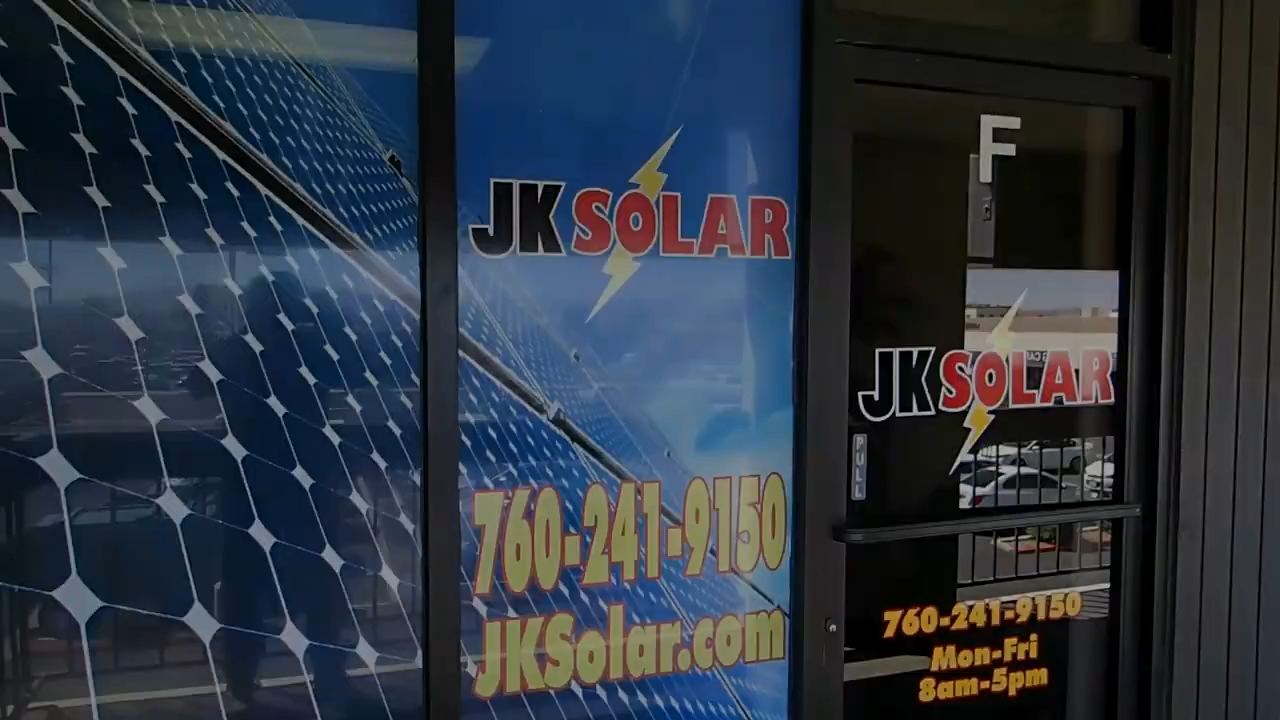 JK SOLAR
760-241-9150
JKSolar.com
F
JK SOLAR
PULL
760-241-9150
Mon-Fri
8am-5pm